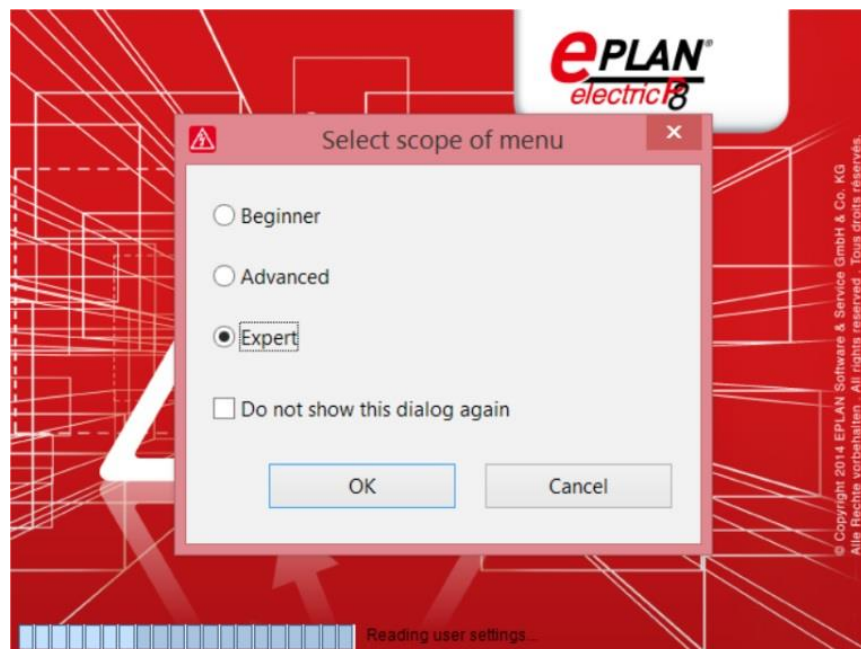 ePLAN®
electric P8
Select scope of menu
Beginner
Advanced
Expert
Do not show this dialog again
OK
Cancel
© Copyright 2014 EPLAN Software & Service GmbH & Co. KG
Alle Rechte vorbehalten . All rights reserved . Tous droits réservés
Reading user settings...